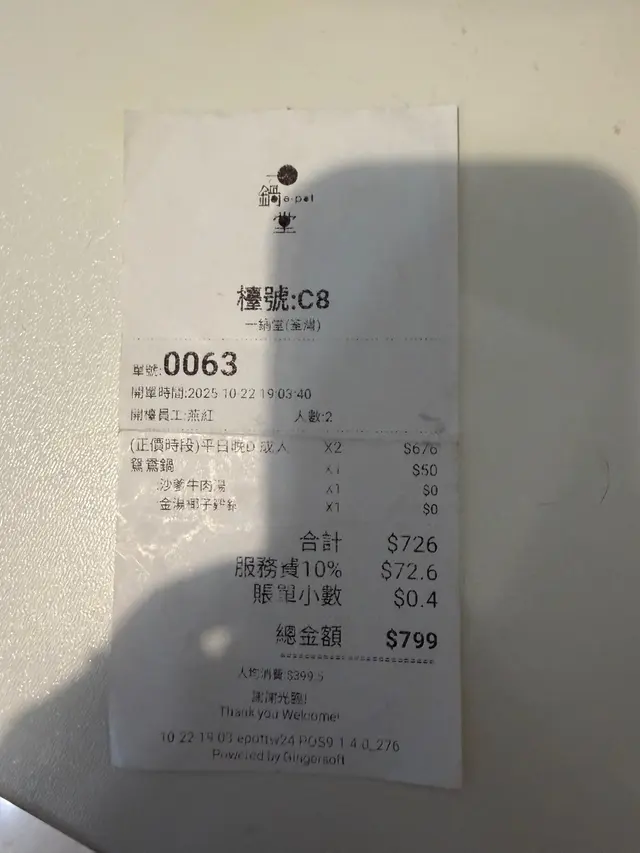 一
鍋 e·pot
堂
檯號:C8
一鍋堂(荃灣)
單號:0063
開單時間:2025-10-22 19:03:40
開檯員工:燕紅 人數:2
(正價時段)平日晚D 成人 X2 $676
鴛鴦鍋 X1 $50
沙爹牛肉湯 X1 $0
金湯椰子 X1 $0
合計 $726
服務費10% $72.6
賬單小數 $0.4
總金額 $799
人均消費:$399.5
謝謝光臨!
Thank you Welcome!
10-22 19:03 epottw24 POS9 1.4.0_276
Powered by Gingersoft